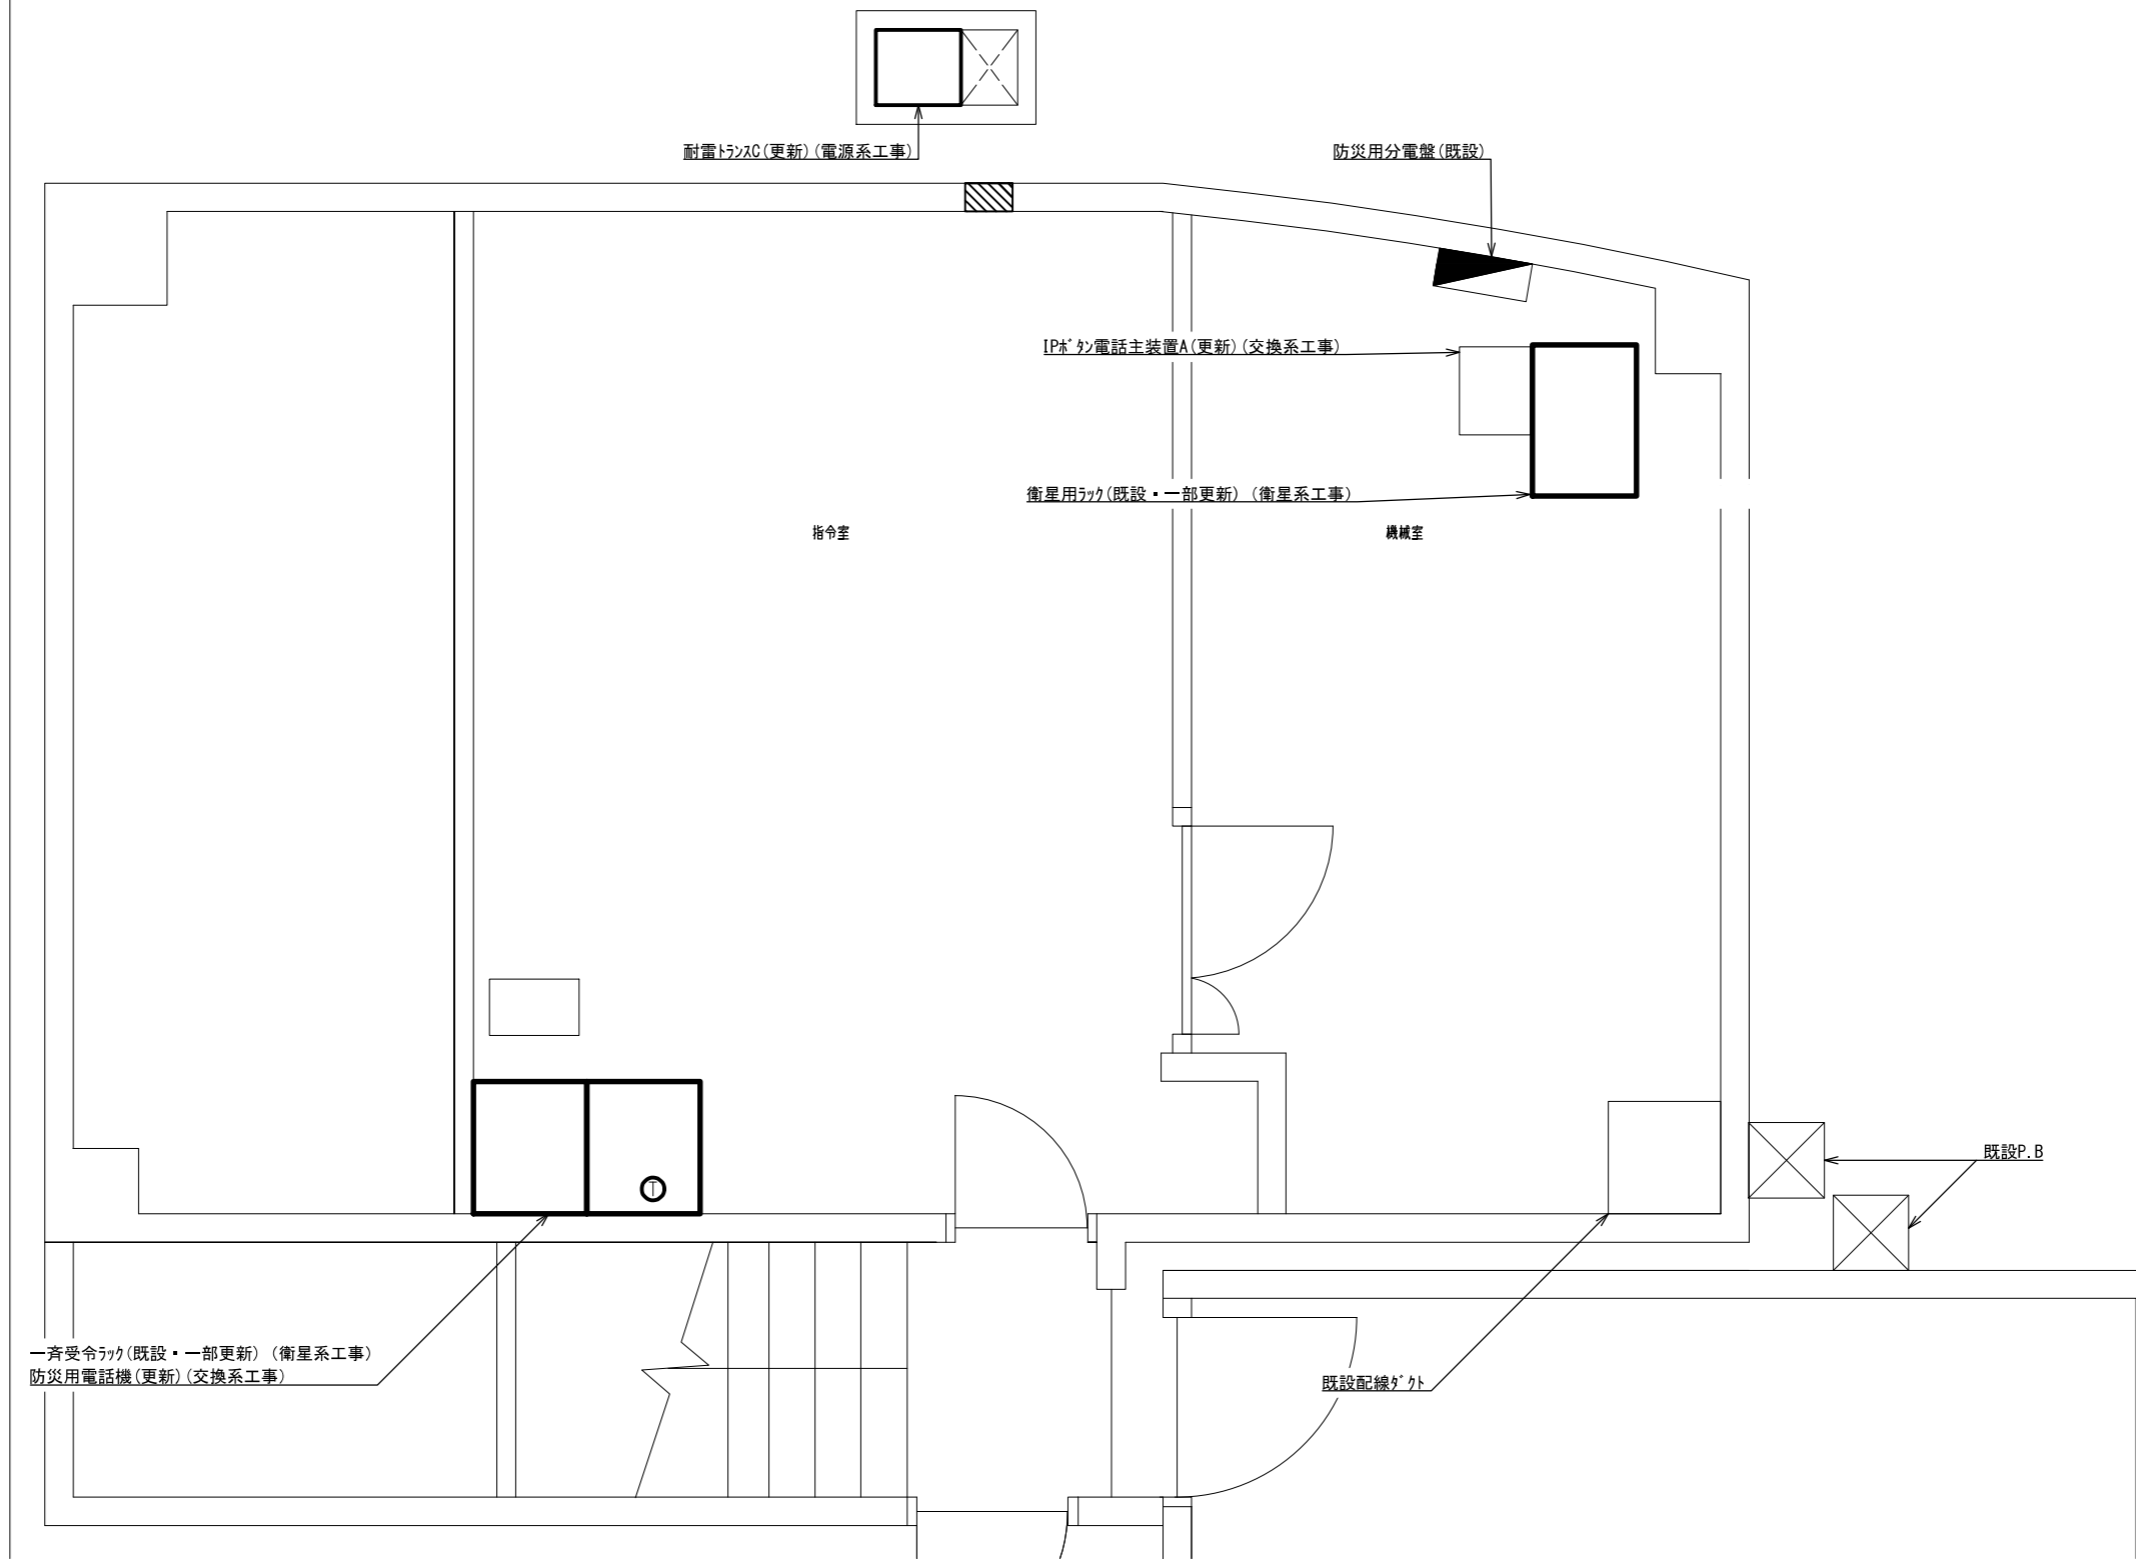 耐雷ﾄﾗﾝｽC(更新)(電源系工事)
防災用分電盤(既設)
IPﾎﾞﾀﾝ電話主装置A(更新)(交換系工事)
衛星用ﾗｯｸ(既設・一部更新) (衛星系工事)
指令室
機械室
T
既設P.B
一斉受令ﾗｯｸ(既設・一部更新) (衛星系工事)
防災用電話機(更新)(交換系工事)
既設配線ﾀﾞｸﾄ